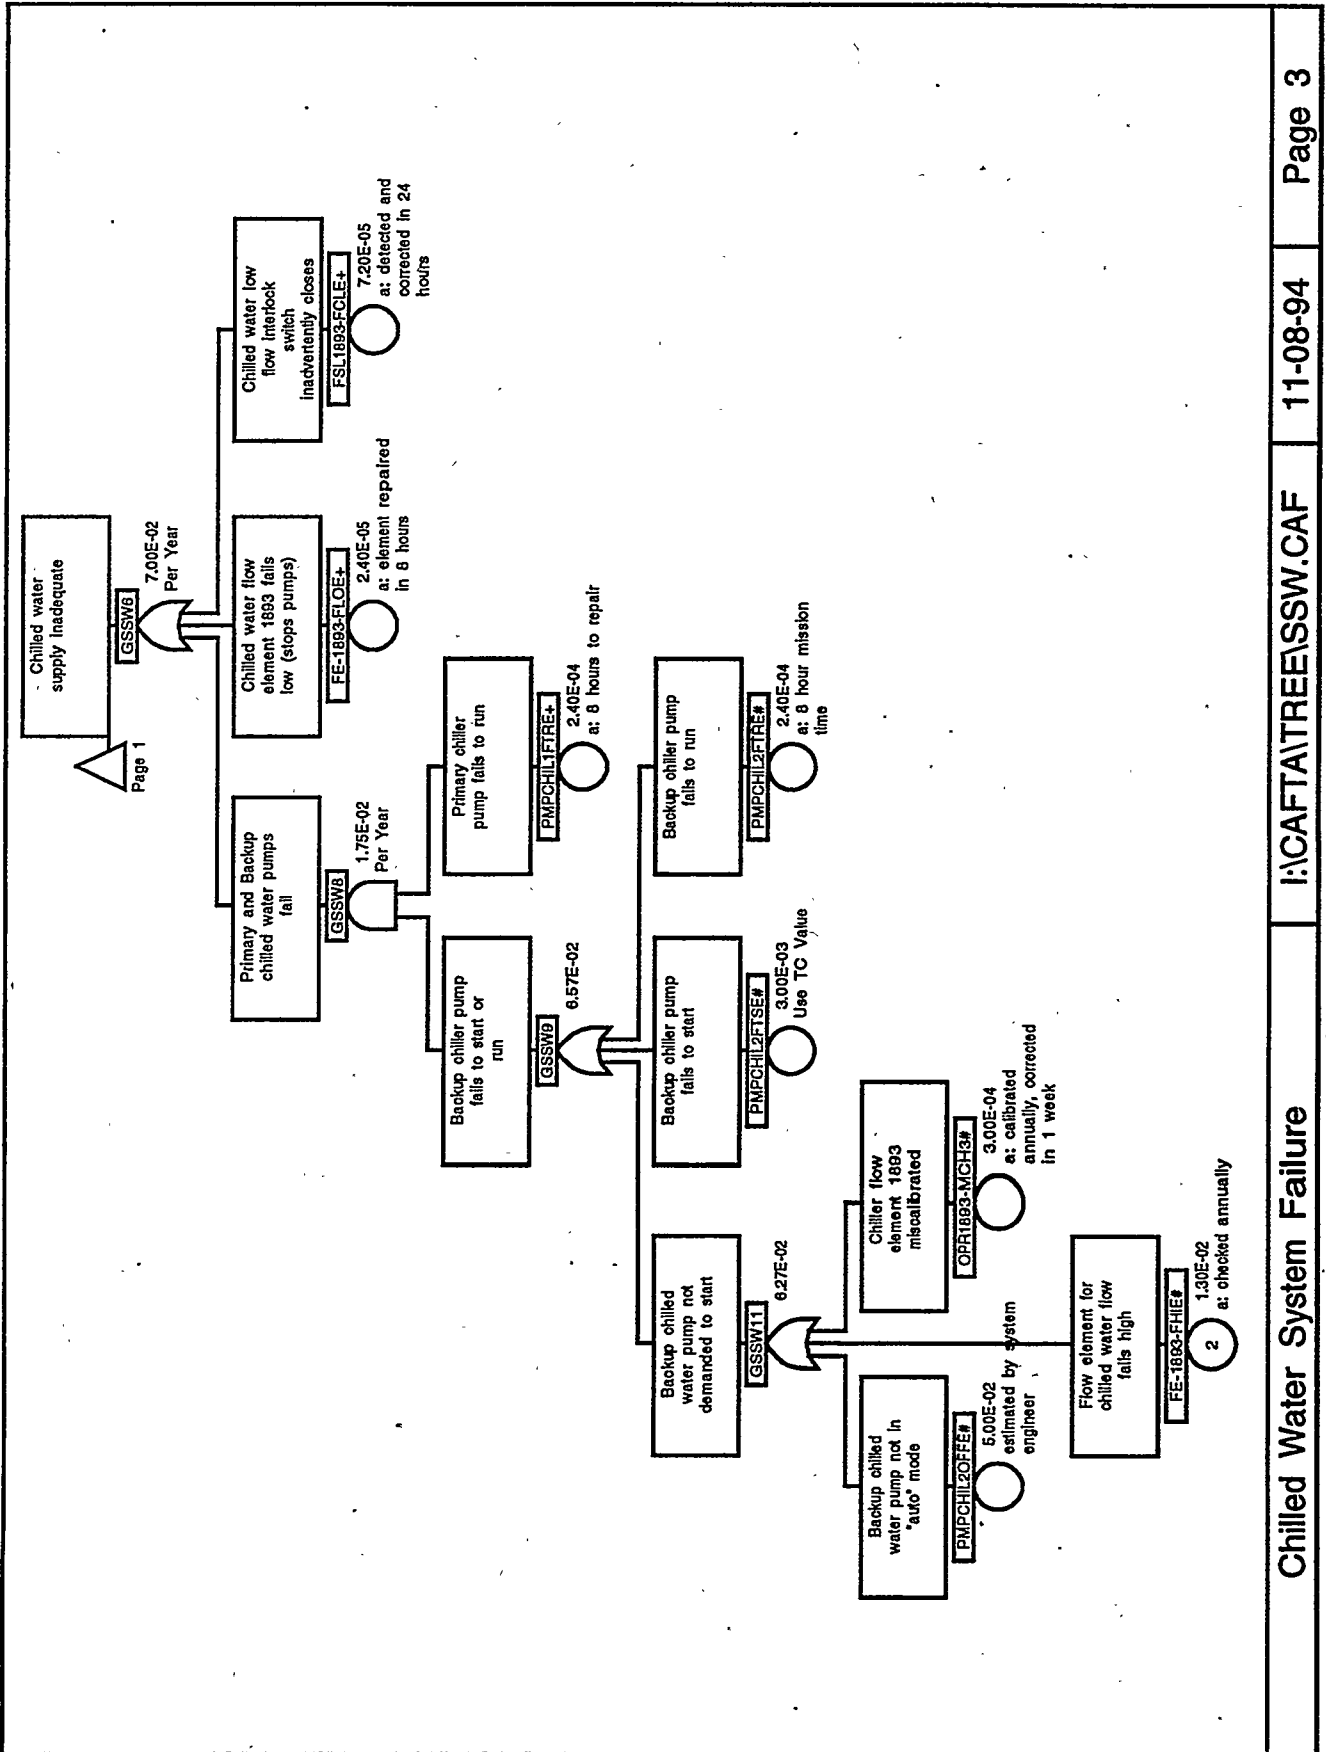 Chilled water
supply inadequate
GSSW6
7.00E-02
Per Year
Page 1
Primary and Backup
chilled water pumps
fail
GSSW8
1.75E-02
Per Year
Chilled water flow
element 1893 fails
low (stops pumps)
FE-1893-FLOE+
2.40E-05
a: element repaired
in 8 hours
Chilled water low
flow interlock
switch
inadvertently closes
FSL1893-FCLE+
7.20E-05
a: detected and
corrected in 24
hours
Backup chiller pump
fails to start or
run
GSSW9
6.57E-02
Primary chiller
pump fails to run
PMPCHIL1FTRE+
2.40E-04
a: 8 hours to repair
Backup chilled
water pump not
demanded to start
GSSW11
6.27E-02
Backup chiller pump
fails to start
PMPCHIL2FTSE#
3.00E-03
Use TC Value
Backup chiller pump
fails to run
PMPCHIL2FTRE#
2.40E-04
a: 8 hour mission
time
Backup chilled
water pump not in
"auto" mode
PMPCHIL2OFFE#
5.00E-02
estimated by system
engineer
Chiller flow
element 1893
miscalibrated
OPR1893-MCH3#
3.00E-04
a: calibrated
annually, corrected
in 1 week
Flow element for
chilled water flow
fails high
FE-1893-FHIE#
2
1.30E-02
a: checked annually
Chilled Water System Failure
I:\CAFTA\TREE\SSW.CAF
11-08-94
Page 3